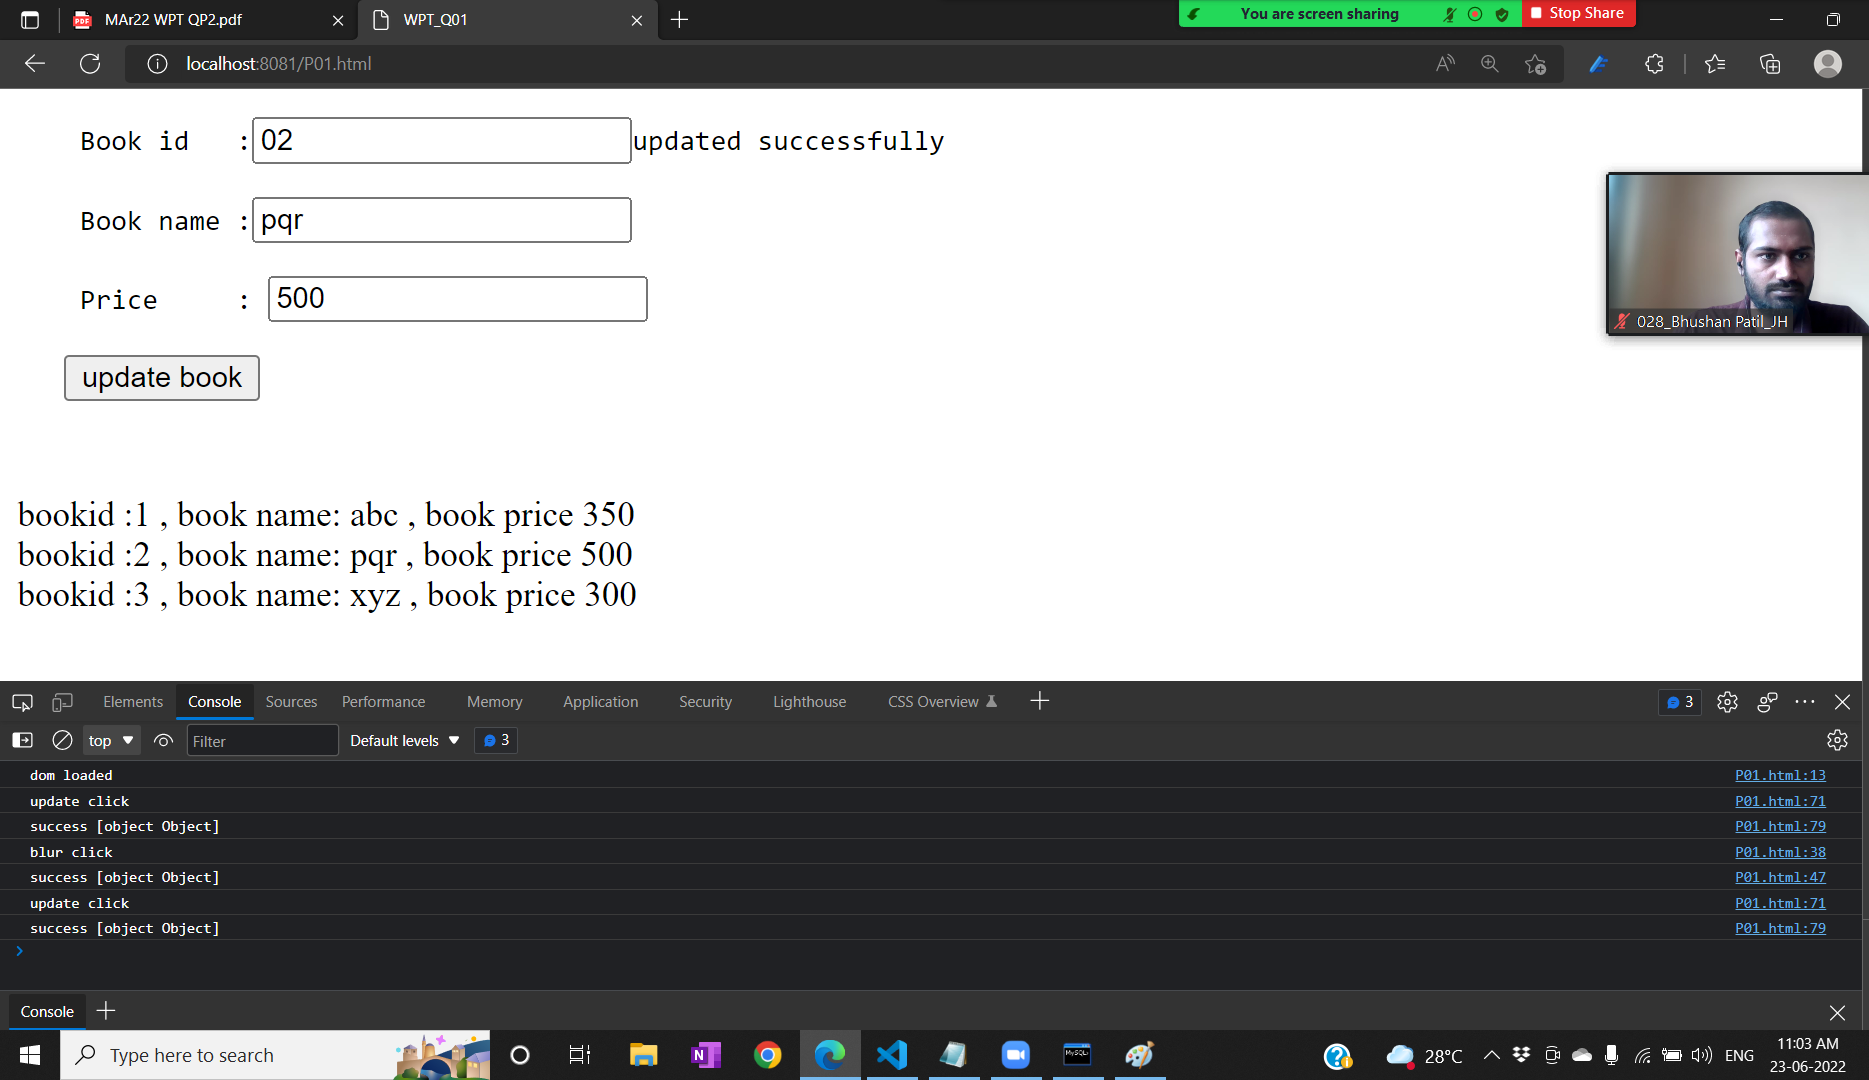 MAr22 WPT QP2.pdf
WPT_Q01
You are screen sharing
Stop Share
localhost:8081/P01.html
Book id :02 updated successfully
Book name :pqr
Price : 500
update book
028_Bhushan Patil_JH
bookid :1 , book name: abc , book price 350
bookid :2 , book name: pqr , book price 500
bookid :3 , book name: xyz , book price 300
Elements Console Sources Performance Memory Application Security Lighthouse CSS Overview 3
top Filter Default levels 3
dom loaded P01.html:13
update click P01.html:71
success [object Object] P01.html:79
blur click P01.html:38
success [object Object] P01.html:47
update click P01.html:71
success [object Object] P01.html:79
Console
Type here to search
28°C
ENG
11:03 AM
23-06-2022